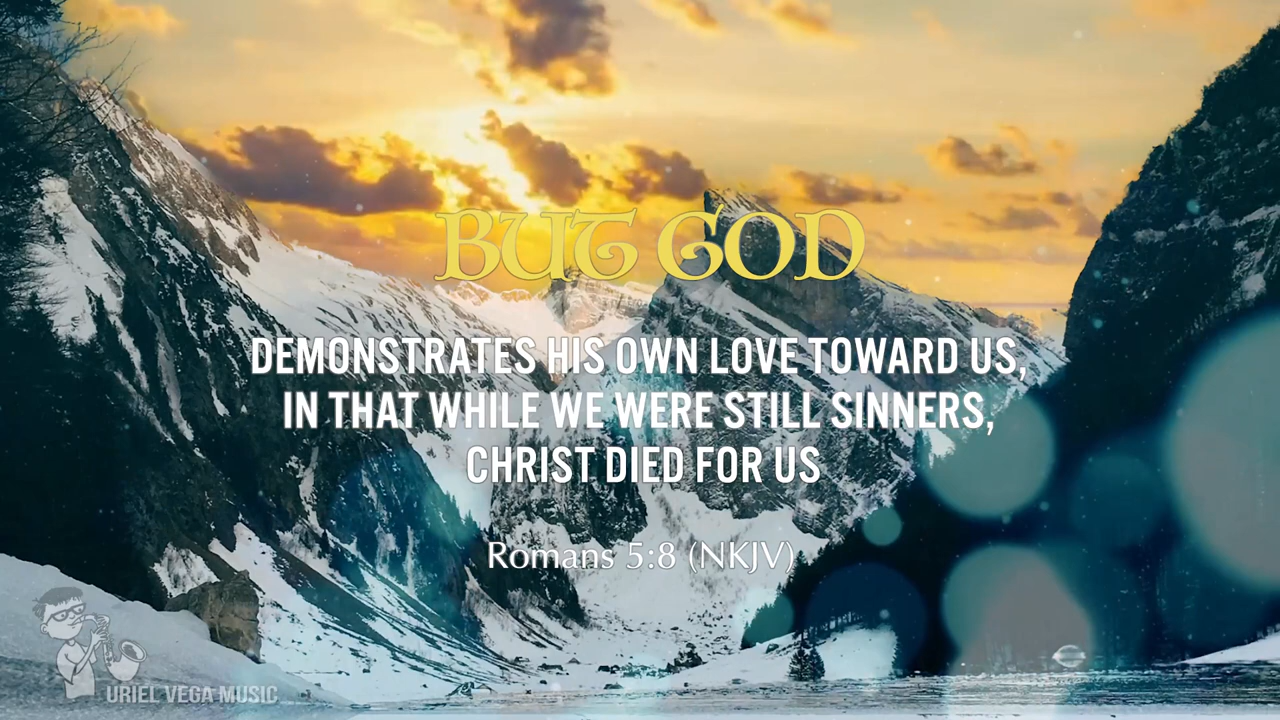 BUT GOD
DEMONSTRATES HIS OWN LOVE TOWARD US,
IN THAT WHILE WE WERE STILL SINNERS,
CHRIST DIED FOR US
Romans 5:8 (NKJV)
URIEL VEGA MUSIC